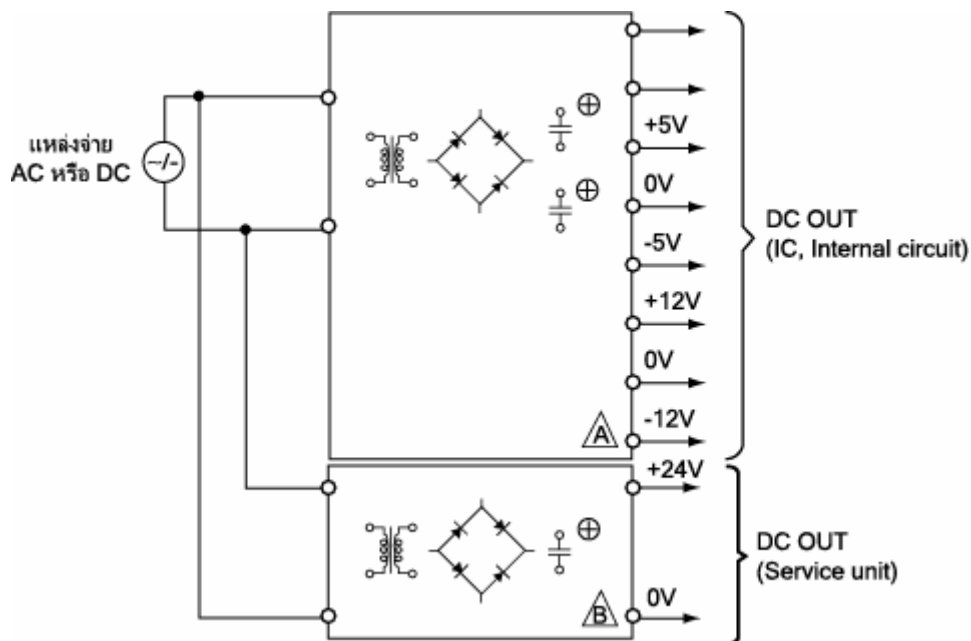 แหล่งจ่าย
AC หรือ DC
~/-
+5V
0V
-5V
+12V
0V
-12V
A
DC OUT
(IC, Internal circuit)
+24V
0V
B
DC OUT
(Service unit)